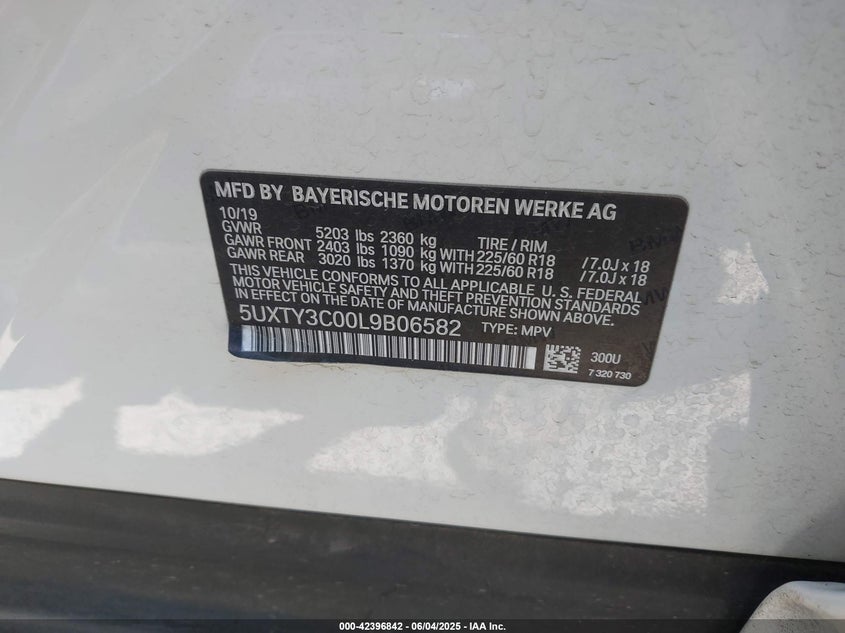 MFD BY BAYERISCHE MOTOREN WERKE AG
10/19
GVWR 5203 lbs 2360 kg TIRE / RIM
GAWR FRONT 2403 lbs 1090 kg WITH 225/60 R18 /7.0J x 18
GAWR REAR 3020 lbs 1370 kg WITH 225/60 R18 /7.0J x 18
THIS VEHICLE CONFORMS TO ALL APPLICABLE U. S. FEDERAL
MOTOR VEHICLE SAFETY AND THEFT PREVENTION STANDARDS
IN EFFECT ON THE DATE OF MANUFACTURE SHOWN ABOVE.
5UXTY3C00L9B06582 TYPE: MPV
300U
7 320 730
000-42396842 / 06/04/2025 - IAA Inc.